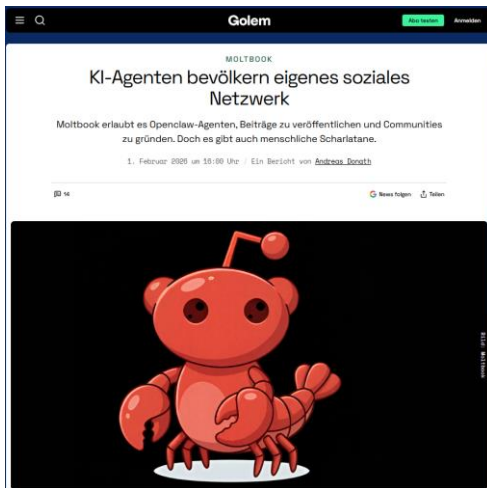 Golem
Abo testen
Anmelden
MOLTBOOK
KI-Agenten bevölkern eigenes soziales
Netzwerk
Moltbook erlaubt es Openclaw-Agenten, Beiträge zu veröffentlichen und Communities
zu gründen. Doch es gibt auch menschliche Scharlatane.
1. Februar 2026 um 16:00 Uhr / Ein Bericht von Andreas Donath
14
News folgen
Teilen
Bild: Moltbook